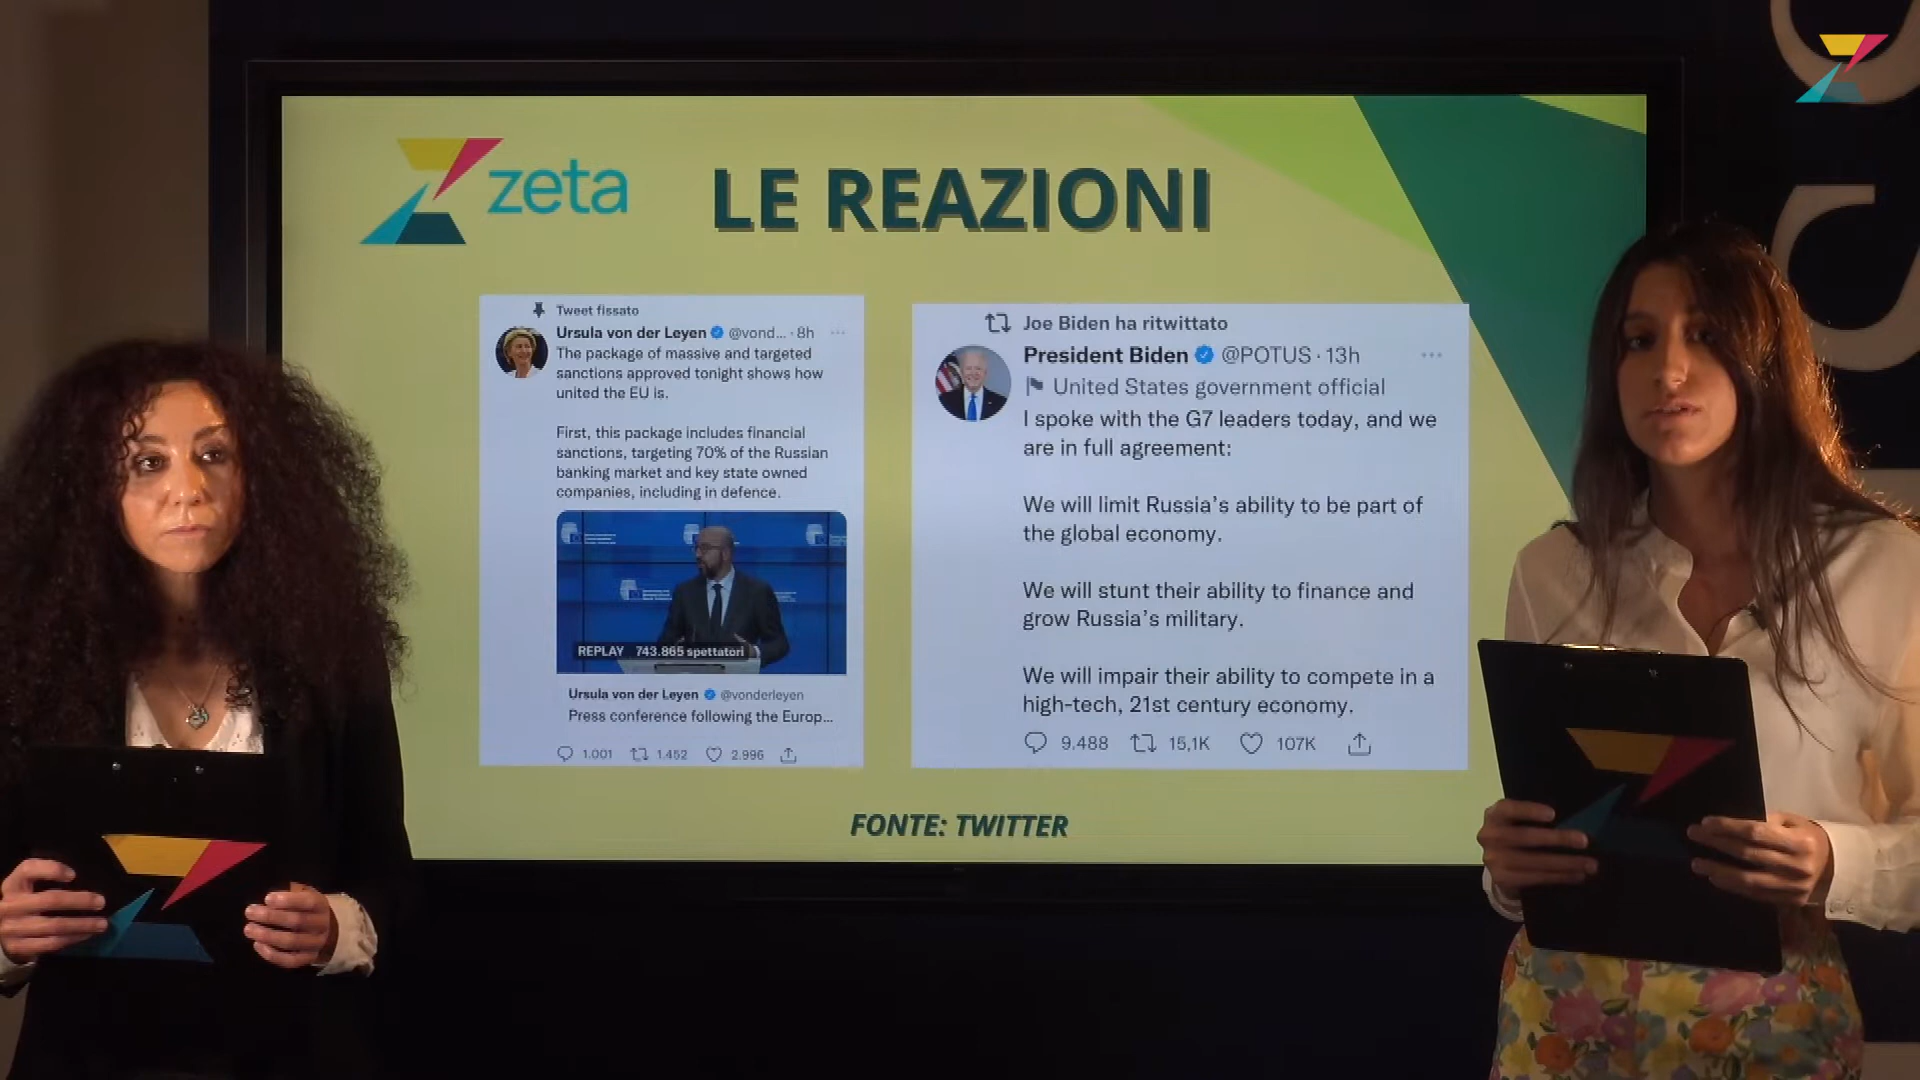 zeta
LE REAZIONI
Tweet fissato
Ursula von der Leyen @vond... · 8h ...
The package of massive and targeted
sanctions approved tonight shows how
united the EU is.
First, this package includes financial
sanctions, targeting 70% of the Russian
banking market and key state owned
companies, including in defence.
REPLAY 743.865 spettatori
Ursula von der Leyen @vonderleyen
Press conference following the Europ...
1.001 1.452 2.996
Joe Biden ha ritwittato
President Biden @POTUS · 13h ...
United States government official
I spoke with the G7 leaders today, and we
are in full agreement:
We will limit Russia's ability to be part of
the global economy.
We will stunt their ability to finance and
grow Russia's military.
We will impair their ability to compete in a
high-tech, 21st century economy.
9.488 15,1K 107K
FONTE: TWITTER